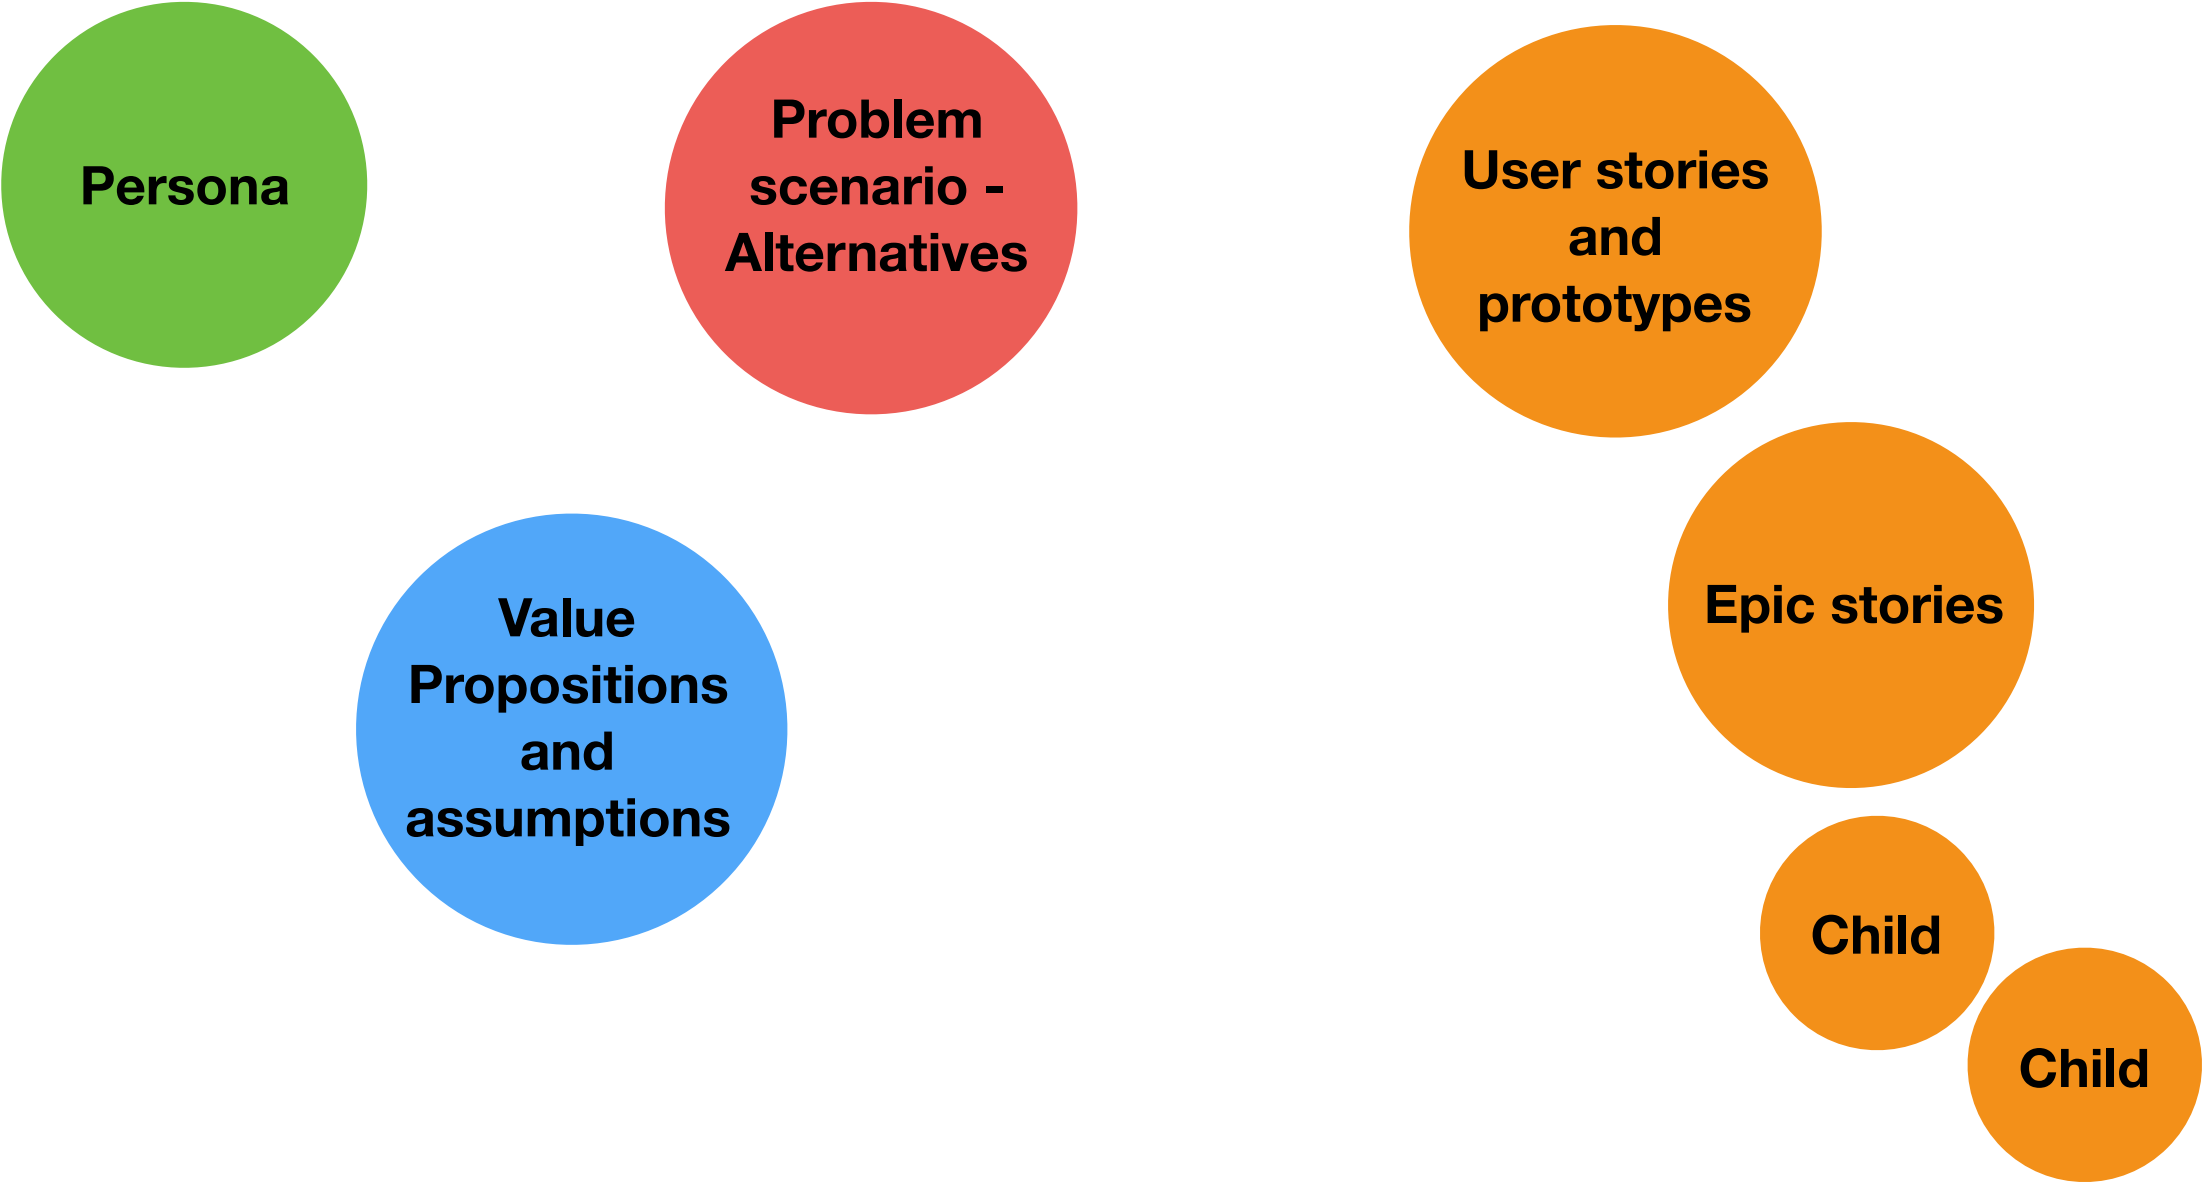 Persona
Problem
scenario -
Alternatives
User stories
and
prototypes
Value
Propositions
and
assumptions
Epic stories
Child
Child